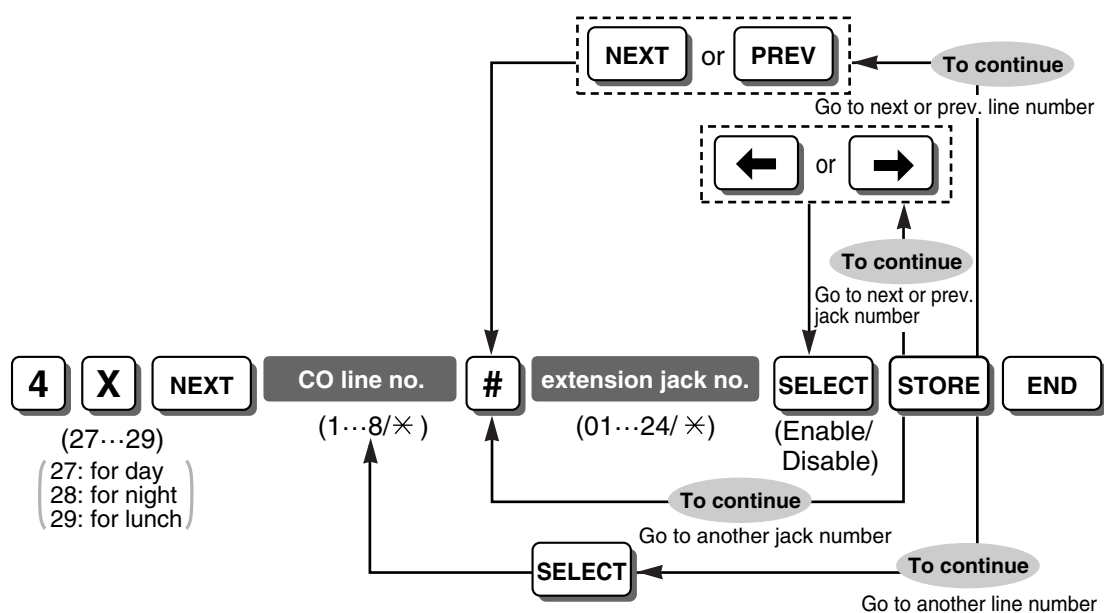 NEXT or PREV
To continue
Go to next or prev. line number
← or →
To continue
Go to next or prev.
jack number
4 X NEXT CO line no. # extension jack no. SELECT STORE END
(27···29)
(1···8/✳)
(01···24/ ✳)
(Enable/
Disable)
27: for day
28: for night
29: for lunch
To continue
Go to another jack number
SELECT
To continue
Go to another line number